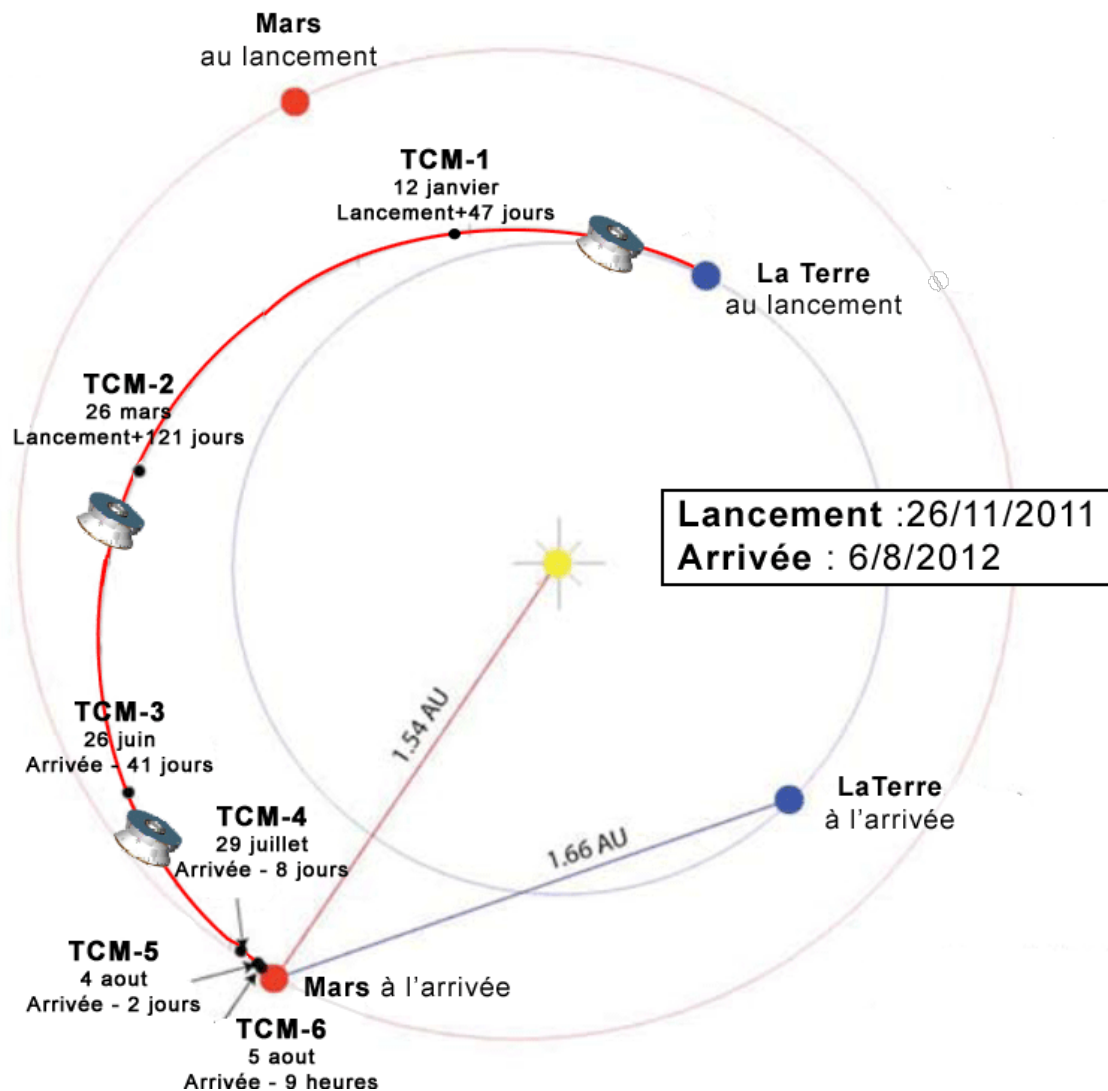 Mars
au lancement
TCM-1
12 janvier
Lancement+47 jours
La Terre
au lancement
TCM-2
26 mars
Lancement+121 jours
Lancement :26/11/2011
Arrivée : 6/8/2012
TCM-3
26 juin
Arrivée - 41 jours
1.54 AU
TCM-4
29 juillet
Arrivée - 8 jours
LaTerre
à l'arrivée
1.66 AU
TCM-5
4 aout
Arrivée - 2 jours
Mars à l'arrivée
TCM-6
5 aout
Arrivée - 9 heures